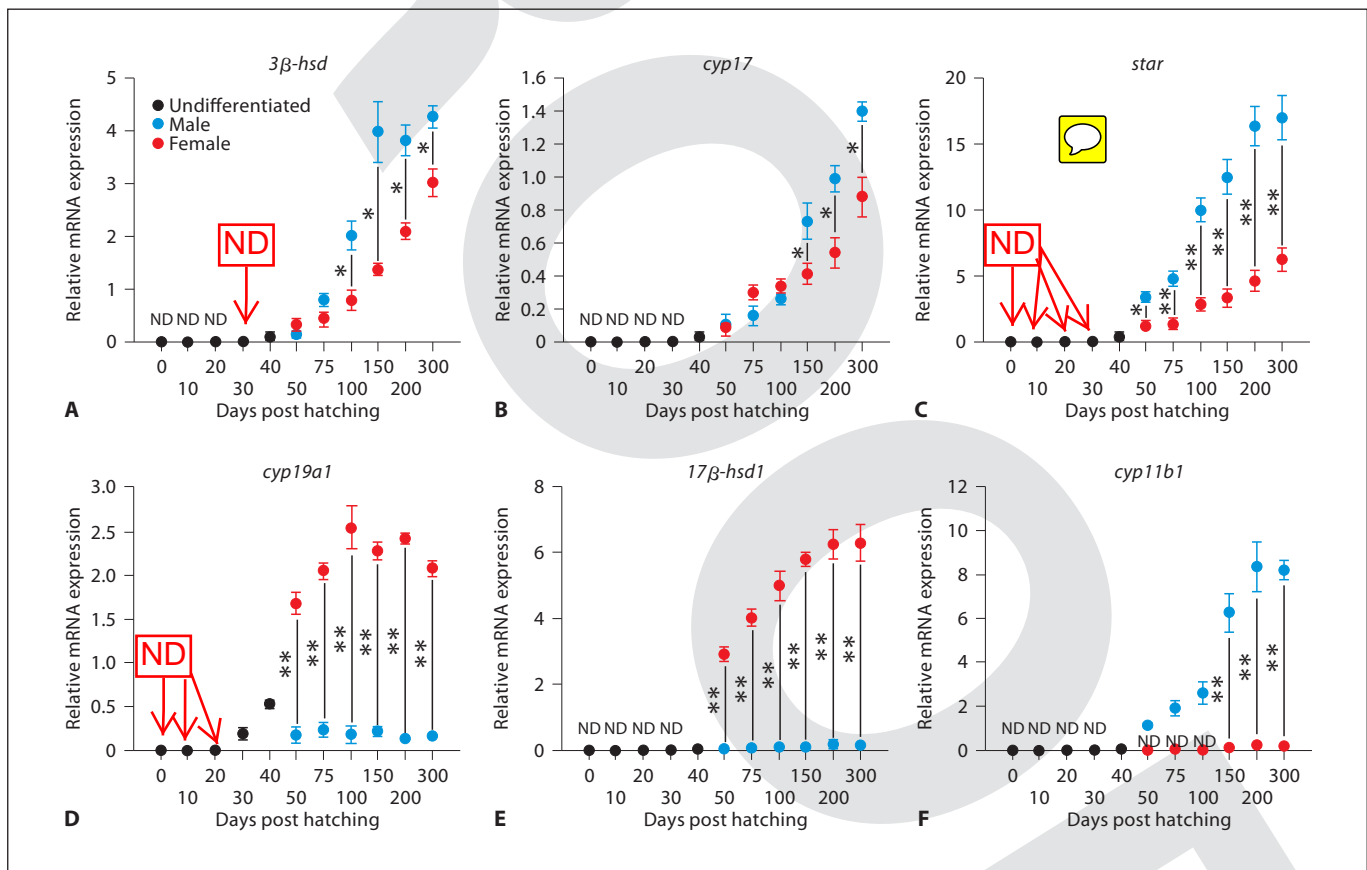 3β-hsd
5
4
3
2
1
0
Relative mRNA expression
Undifferentiated
Male
Female
ND
ND ND ND
*
*
*
*
0 20 40 75 150 300
10 30 50 100 200
Days post hatching
A
cyp17
1.6
1.4
1.2
1.0
0.8
0.6
0.4
0.2
0
Relative mRNA expression
*
*
*
0 20 40 75 150 300
10 30 50 100 200
Days post hatching
B
star
20
15
10
5
0
Relative mRNA expression
ND
**
**
**
**
**
**
0 20 40 75 150 300
10 30 50 100 200
Days post hatching
C
cyp19a1
3.0
2.5
2.0
1.5
1.0
0.5
0
Relative mRNA expression
ND
**
**
**
**
**
**
0 20 40 75 150 300
10 30 50 100 200
Days post hatching
D
17β-hsd1
8
6
4
2
0
Relative mRNA expression
ND ND ND ND
**
**
**
**
**
**
0 20 40 75 150 300
10 30 50 100 200
Days post hatching
E
cyp11b1
12
10
8
6
4
2
0
Relative mRNA expression
ND ND ND ND
ND ND ND
**
**
**
0 20 40 75 150 300
10 30 50 100 200
Days post hatching
F